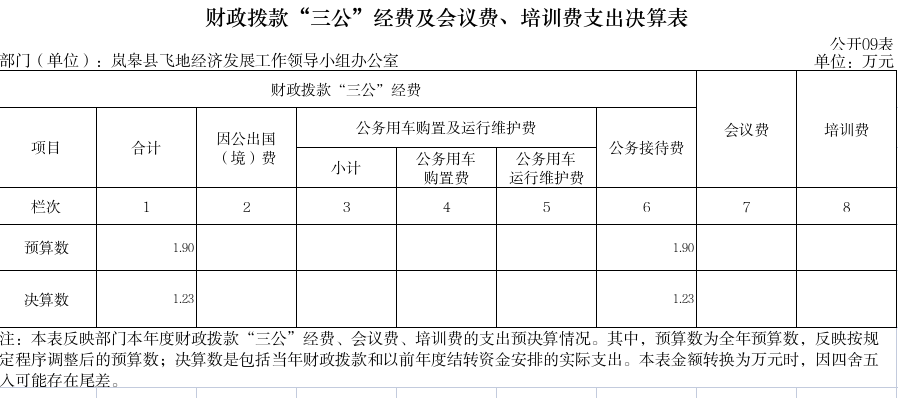 财政拨款“三公”经费及会议费、培训费支出决算表
公开09表
部门（单位）：岚皋县飞地经济发展工作领导小组办公室
单位：万元
财政拨款“三公”经费
项目
合计
因公出国
（境）费
公务用车购置及运行维护费
小计
公务用车
购置费
公务用车
运行维护费
公务接待费
会议费
培训费
栏次 1 2 3 4 5 6 7 8
预算数 1.90 1.90
决算数 1.23 1.23
注：本表反映部门本年度财政拨款“三公”经费、会议费、培训费的支出预决算情况。其中，预算数为全年预算数，反映按规
定程序调整后的预算数；决算数是包括当年财政拨款和以前年度结转资金安排的实际支出。本表金额转换为万元时，因四舍五
入可能存在尾差。